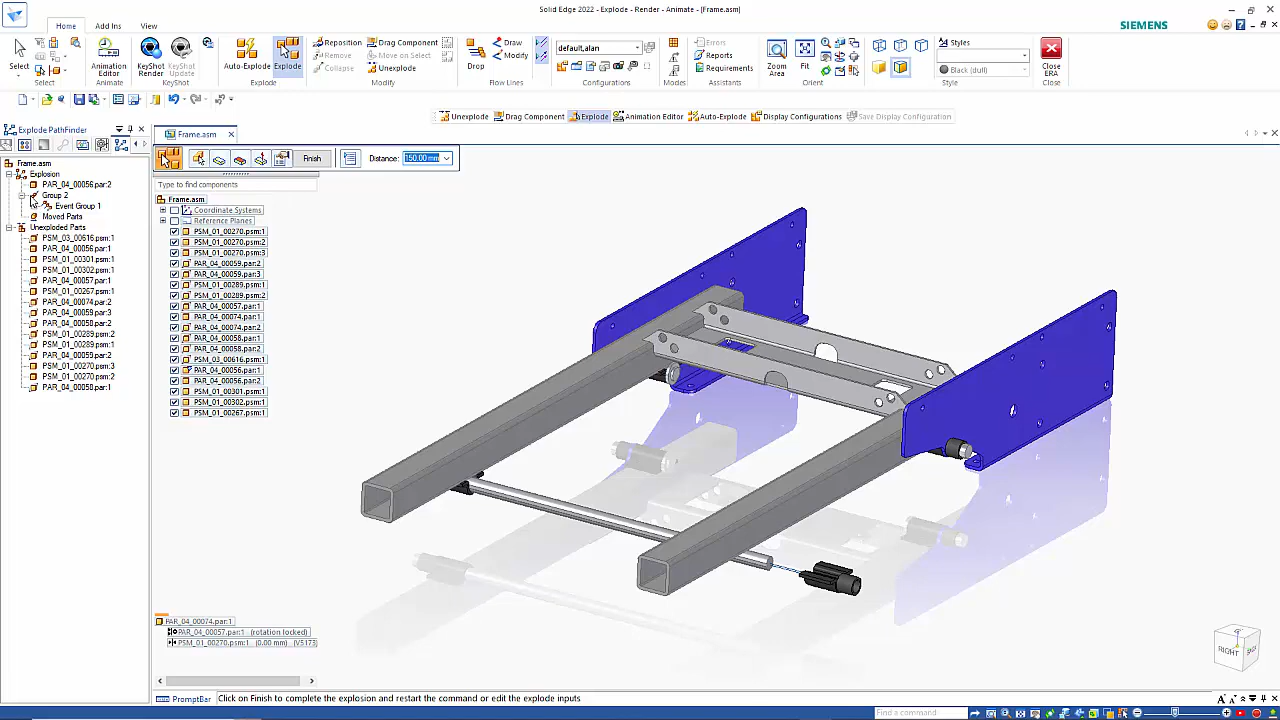 Solid Edge 2022 - Explode - Render - Animate - [Frame.asm]
Home
Add Ins
View
SIEMENS
Select
Animation Editor
KeyShot Render
KeyShot Update
Auto-Explode
Explode
Reposition
Remove
Collapse
Drag Component
Move on Select
Unexplode
Drop
Draw
Modify
default,alan
Errors
Reports
Requirements
Zoom Area
Fit
Styles
Black (dull)
Close ERA
Select
Animate
KeyShot
Explode
Modify
Flow Lines
Configurations
Modes
Assistants
Orient
Style
Close
Unexplode
Drag Component
Explode
Animation Editor
Auto-Explode
Display Configurations
Save Display Configuration
Explode PathFinder
Frame.asm
Explosion
PAR_04_00056.par:2
Group 2
Event Group 1
Moved Parts
Unexploded Parts
PSM_03_00616.psm:1
PAR_04_00056.par:1
PSM_01_00301.psm:1
PSM_01_00302.psm:1
PAR_04_00057.par:1
PSM_01_00267.psm:1
PAR_04_00074.par:2
PAR_04_00059.par:3
PAR_04_00058.par:2
PSM_01_00289.psm:2
PSM_01_00289.psm:1
PAR_04_00059.par:2
PSM_01_00270.psm:3
PSM_01_00270.psm:2
PAR_04_00058.par:1
Frame.asm
Finish
Distance:
150.00 mm
Type to find components
Frame.asm
Coordinate Systems
Reference Planes
PSM_01_00270.psm:1
PSM_01_00270.psm:2
PSM_01_00270.psm:3
PAR_04_00059.par:2
PAR_04_00059.par:3
PSM_01_00289.psm:1
PSM_01_00289.psm:2
PAR_04_00057.par:1
PAR_04_00074.par:1
PAR_04_00074.par:2
PAR_04_00058.par:1
PAR_04_00058.par:2
PSM_03_00616.psm:1
PAR_04_00056.par:1
PAR_04_00056.par:2
PSM_01_00301.psm:1
PSM_01_00302.psm:1
PSM_01_00267.psm:1
PAR_04_00074.par:1
PAR_04_00057.par:1 (rotation locked)
PSM_01_00270.psm:1 (0.00 mm) (V5173)
RIGHT
BACK
PromptBar
Click on Finish to complete the explosion and restart the command or edit the explode inputs
Find a command